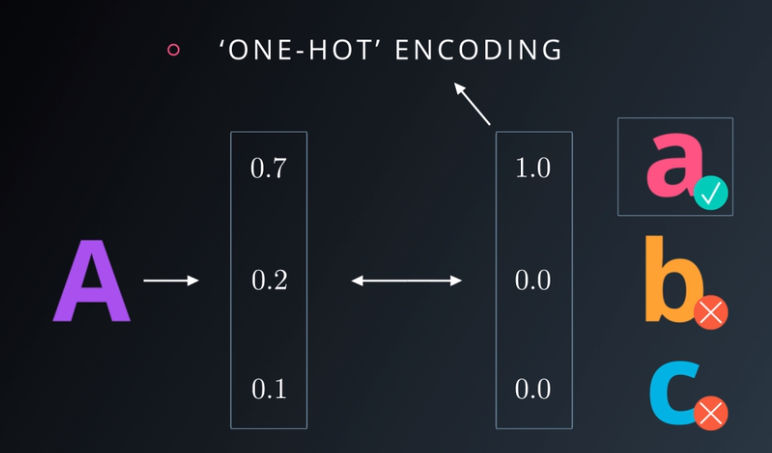 ‘ONE-HOT’ ENCODING
0.7 1.0 a
A 0.2 0.0 b
0.1 0.0 c